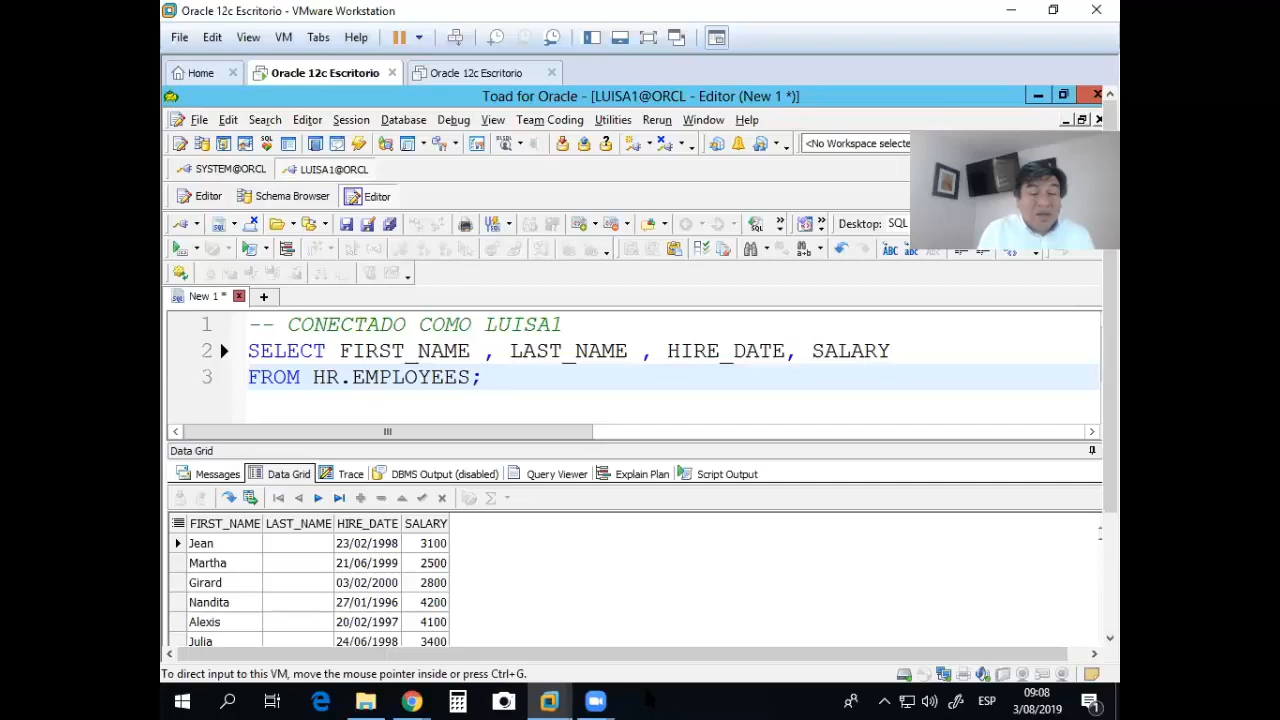 Oracle 12c Escritorio - VMware Workstation
File Edit View VM Tabs Help
Home Oracle 12c Escritorio Oracle 12c Escritorio
Toad for Oracle - [LUISA1@ORCL - Editor (New 1 *)]
File Edit Search Editor Session Database Debug View Team Coding Utilities Rerun Window Help
<No Workspace selecte
SYSTEM@ORCL LUISA1@ORCL
Editor Schema Browser Editor
Desktop: SQL
New 1 *
1 -- CONECTADO COMO LUISA1
2 SELECT FIRST_NAME , LAST_NAME , HIRE_DATE, SALARY
3 FROM HR.EMPLOYEES;
Data Grid
Messages Data Grid Trace DBMS Output (disabled) Query Viewer Explain Plan Script Output
FIRST_NAME LAST_NAME HIRE_DATE SALARY
Jean 23/02/1998 3100
Martha 21/06/1999 2500
Girard 03/02/2000 2800
Nandita 27/01/1996 4200
Alexis 20/02/1997 4100
Julia 24/06/1998 3400
To direct input to this VM, move the mouse pointer inside or press Ctrl+G.
ESP
09:08
3/08/2019